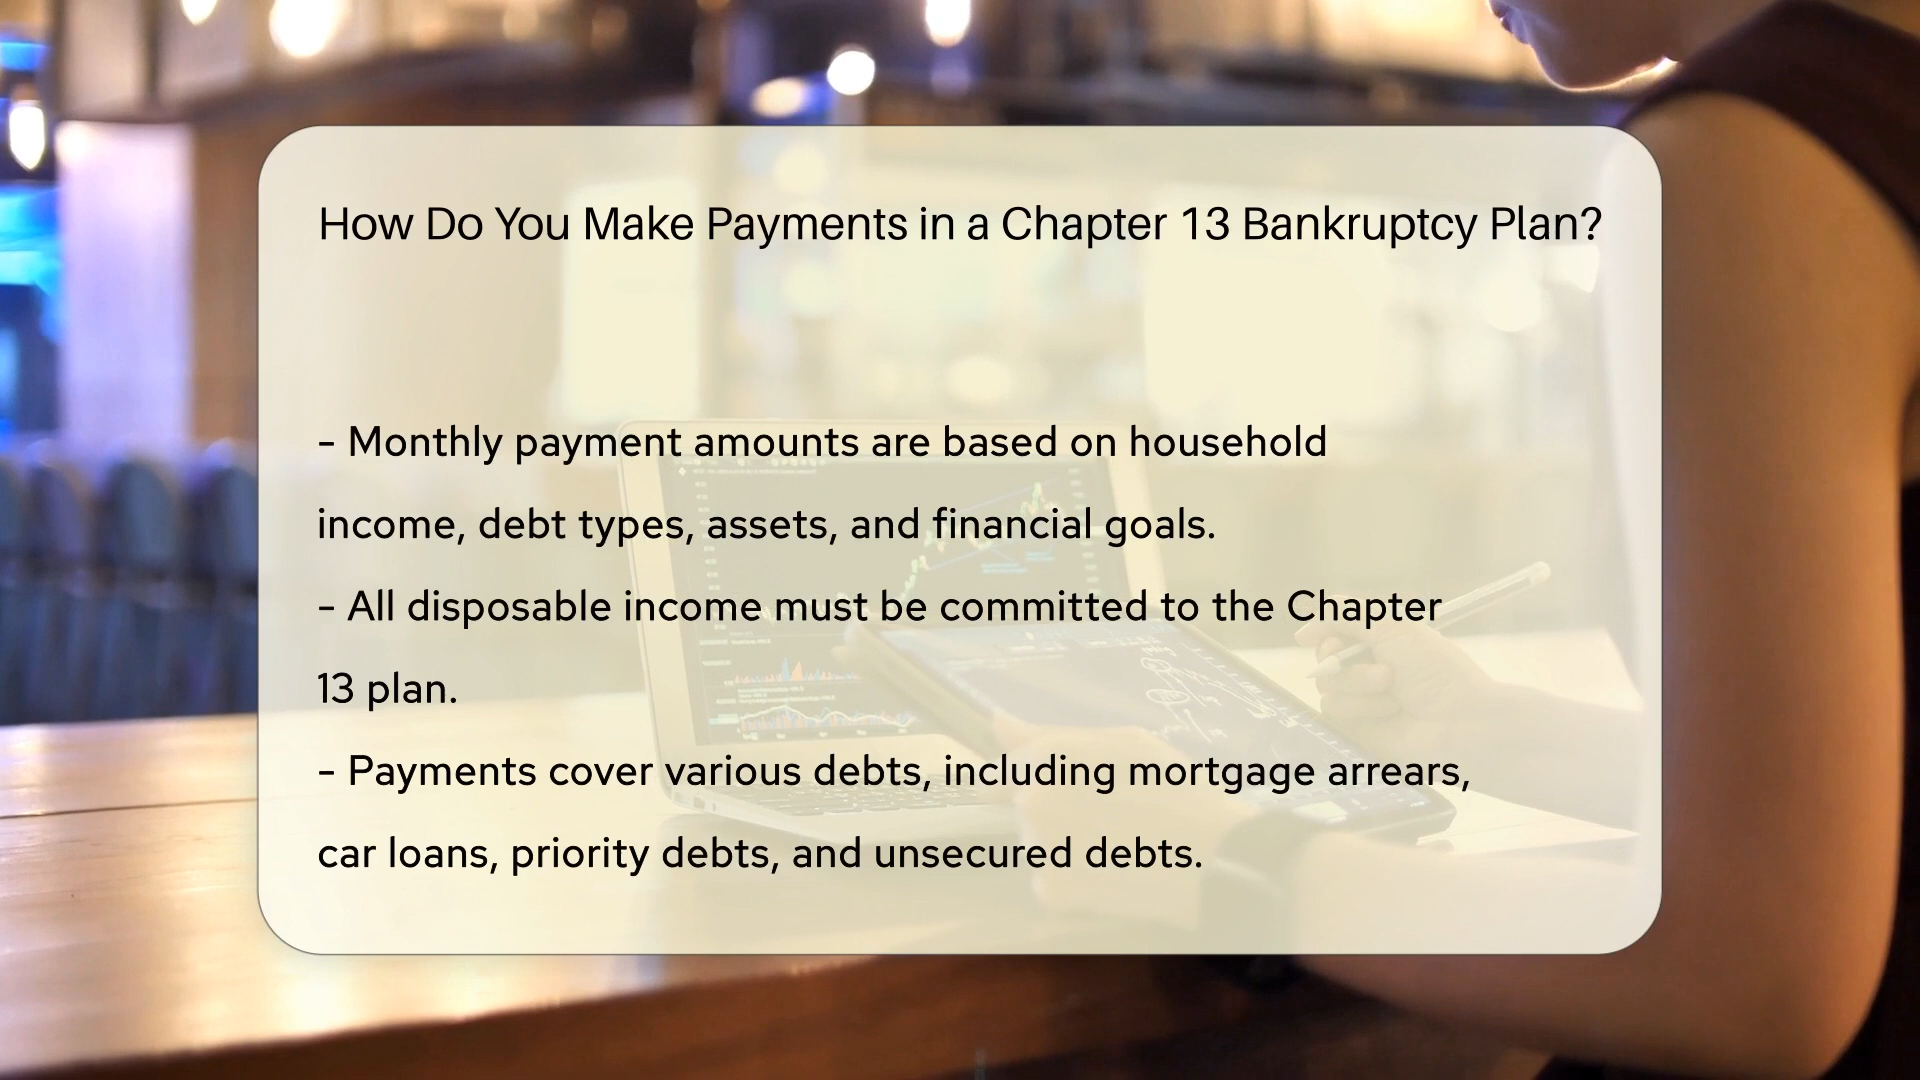 How Do You Make Payments in a Chapter 13 Bankruptcy Plan?
- Monthly payment amounts are based on household
income, debt types, assets, and financial goals.
- All disposable income must be committed to the Chapter
13 plan.
- Payments cover various debts, including mortgage arrears,
car loans, priority debts, and unsecured debts.